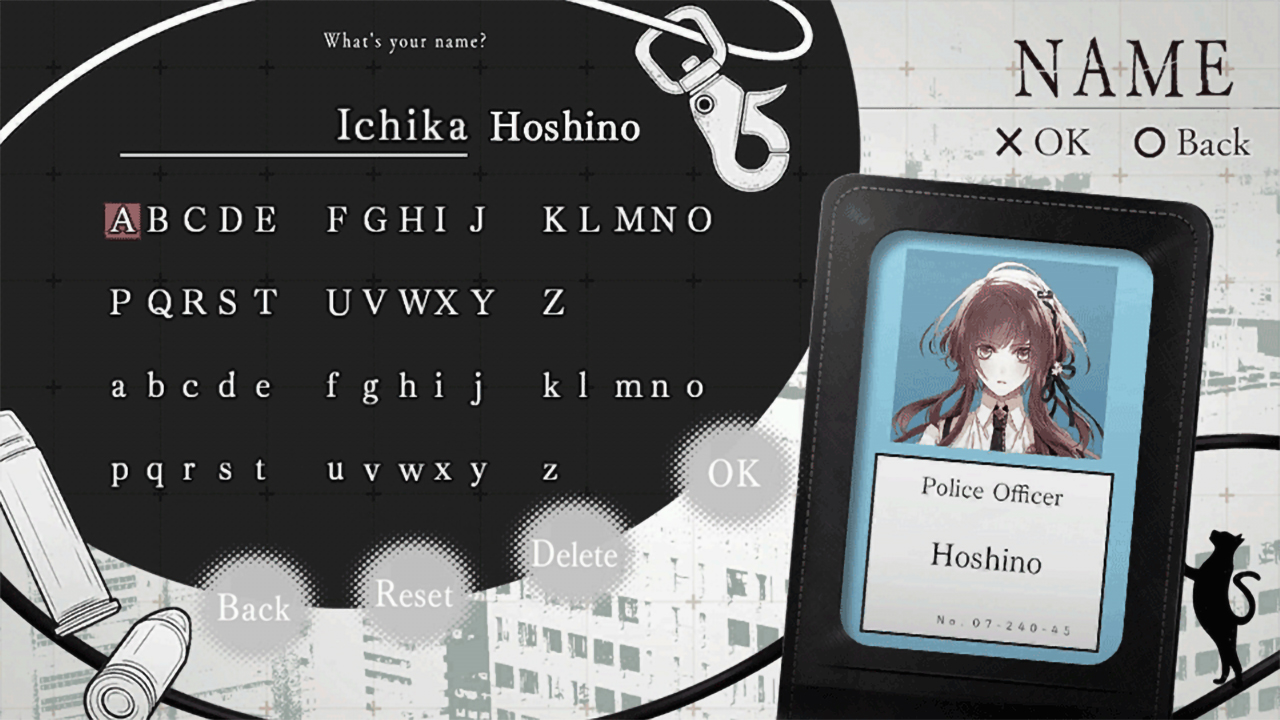 What's your name?
NAME
Ichika Hoshino
X OK O Back
A B C D E F G H I J K L M N O
P Q R S T U V W X Y Z
a b c d e f g h i j k l m n o
p q r s t u v w x y z
OK
Delete
Reset
Back
Police Officer
Hoshino
No. 07-240-45